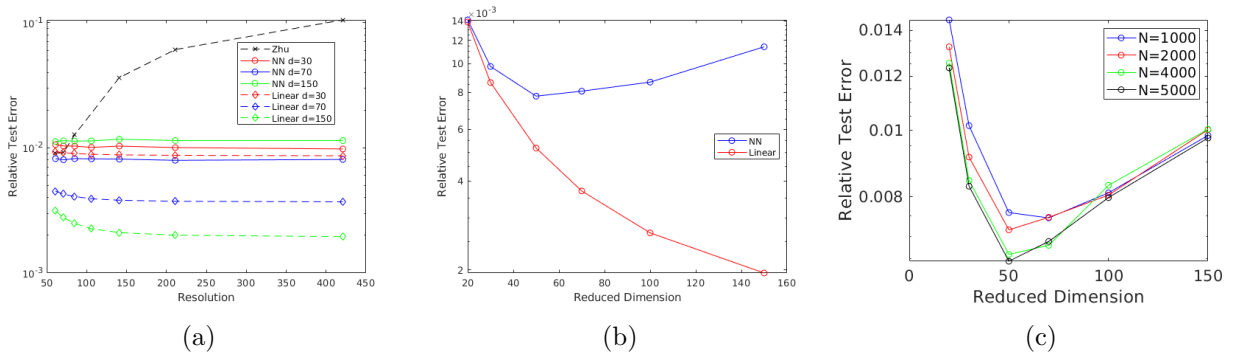 10^-1
10^-2
10^-3
Relative Test Error
50 100 150 200 250 300 350 400 450
Resolution
Zhu
NN d=30
NN d=70
NN d=150
Linear d=30
Linear d=70
Linear d=150
(a)
×10^-3
14
12
10
8
6
4
2
Relative Test Error
20 40 60 80 100 120 140 160
Reduced Dimension
NN
Linear
(b)
0.014
0.012
0.01
0.008
Relative Test Error
0 50 100 150
Reduced Dimension
N=1000
N=2000
N=4000
N=5000
(c)